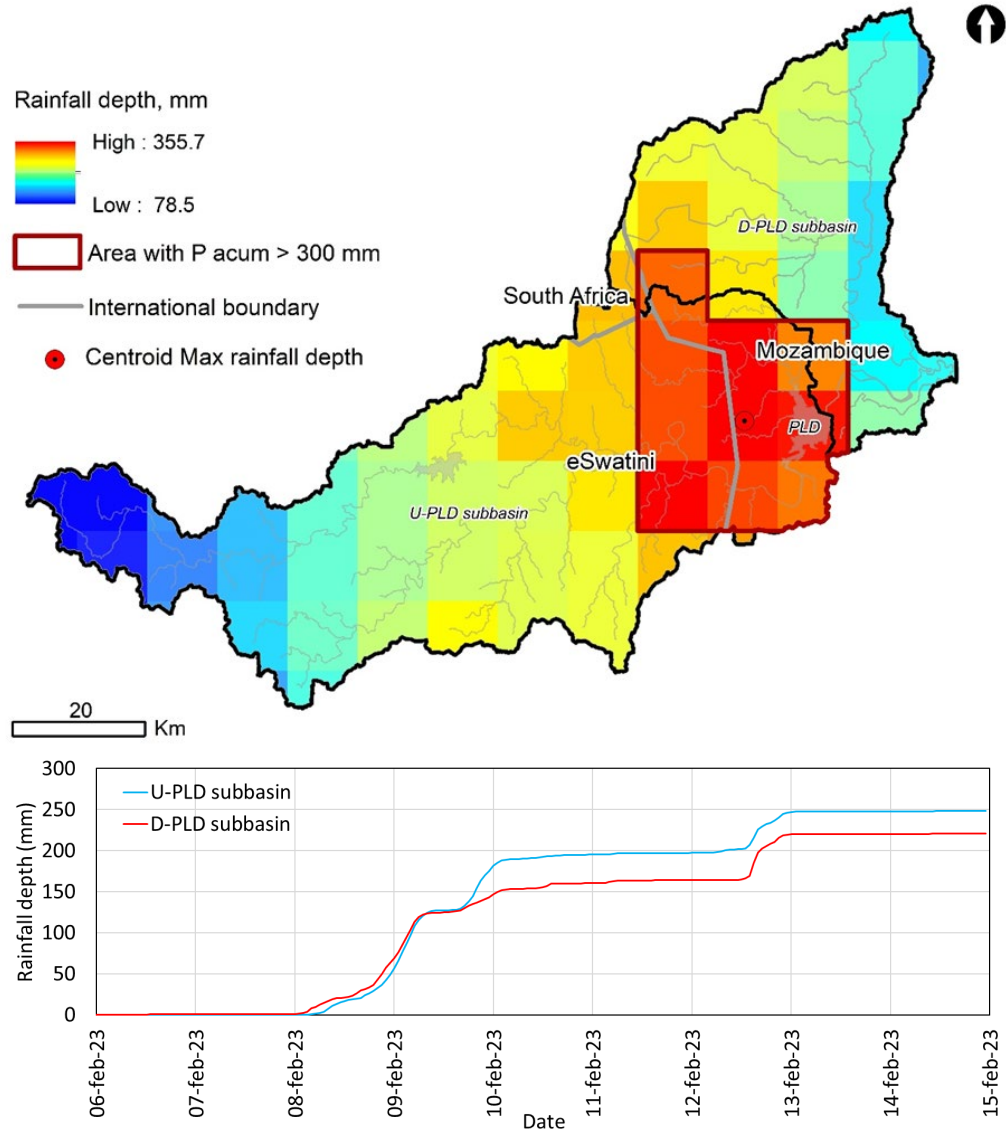 Rainfall depth, mm
High : 355.7
Low : 78.5
Area with P acum > 300 mm
International boundary
Centroid Max rainfall depth
D-PLD subbasin
South Africa
Mozambique
PLD
eSwatini
U-PLD subbasin
20
Km
Rainfall depth (mm)
300
250
200
150
100
50
0
U-PLD subbasin
D-PLD subbasin
06-feb-23
07-feb-23
08-feb-23
09-feb-23
10-feb-23
11-feb-23
12-feb-23
13-feb-23
14-feb-23
15-feb-23
Date